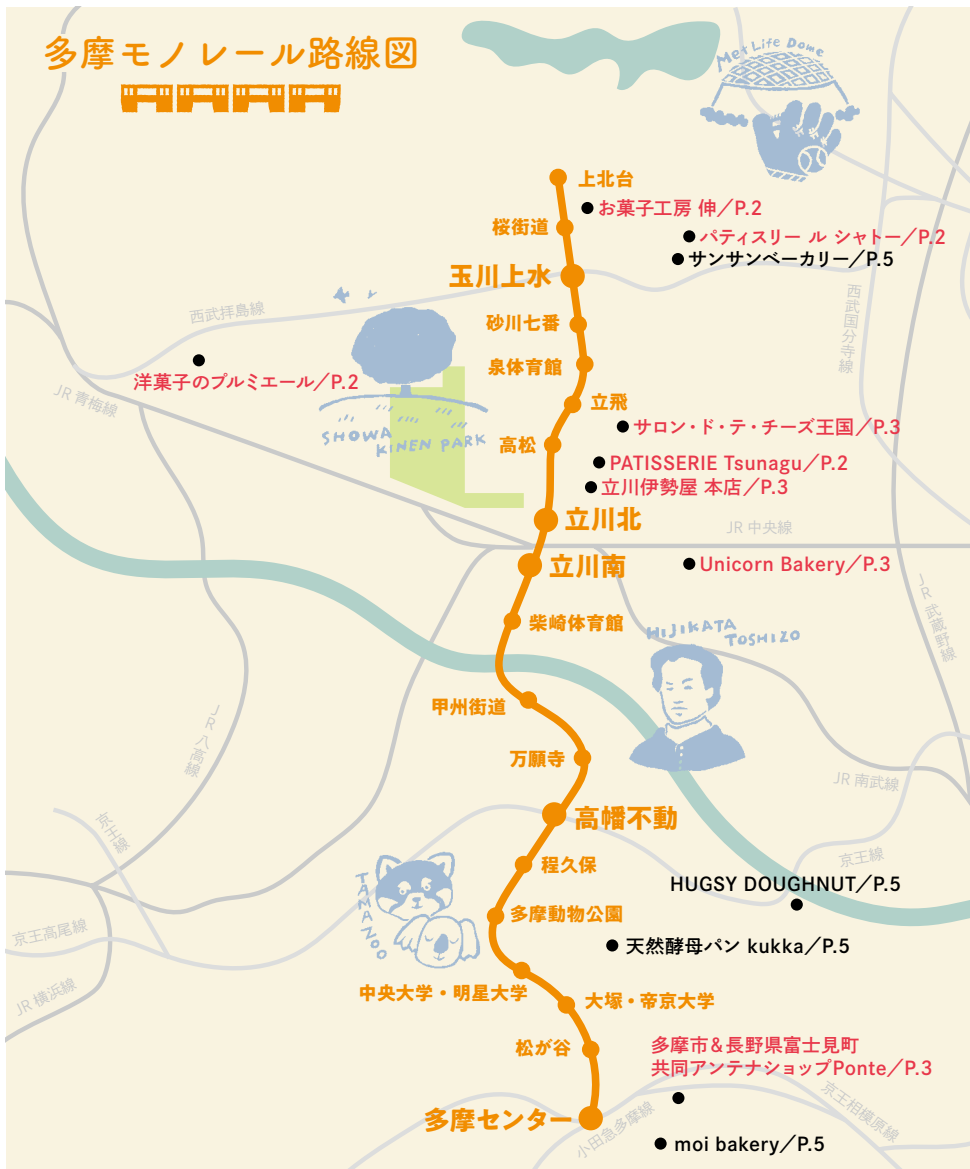 多摩モノレール路線図
Met Life Dome
上北台
お菓子工房 伸／P.2
桜街道
パティスリー ル シャトー／P.2
サンサンベーカリー／P.5
玉川上水
西武拝島線
西武国分寺線
砂川七番
泉体育館
洋菓子のプルミエール／P.2
JR 青梅線
立飛
SHOWA
KINEN PARK
高松
サロン・ド・テ・チーズ王国／P.3
PATISSERIE Tsunagu／P.2
立川伊勢屋 本店／P.3
立川北
JR 中央線
立川南
Unicorn Bakery／P.3
JR 武蔵野線
柴崎体育館
HIJIKATA
TOSHIZO
甲州街道
JR 八高線
万願寺
JR 南武線
高幡不動
京王線
京王線
程久保
TAMA ZOO
HUGSY DOUGHNUT／P.5
多摩動物公園
京王高尾線
天然酵母パン kukka／P.5
中央大学・明星大学
JR 横浜線
大塚・帝京大学
松が谷
多摩市＆長野県富士見町
共同アンテナショップPonte／P.3
多摩センター
小田急多摩線
京王相模原線
moi bakery／P.5